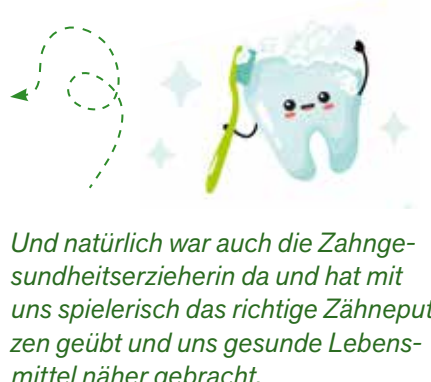 Und natürlich war auch die Zahnge-
sundheitserzieherin da und hat mit
uns spielerisch das richtige Zähneput
zen geübt und uns gesunde Lebens-
mittel näher gebracht.